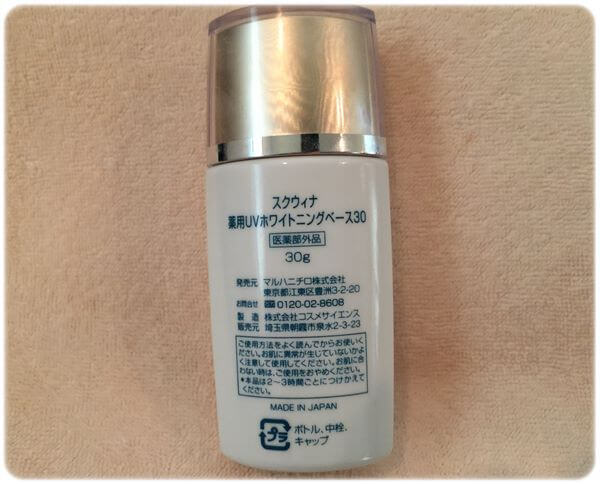 スクウィナ
薬用UVホワイトニングベース30
医薬部外品
30g
発売元 マルハニチロ株式会社
東京都江東区豊洲3-2-20
お問合せ 0120-02-8608
製造 株式会社コスメサイエンス
販売元 埼玉県朝霞市泉水2-3-23
ご使用方法をよく読んでからお使いく
ださい。お肌に異常が生じていないかよ
く注意して使用してください。お肌に合
わない時は、ご使用をおやめください。
*本品は2～3時間ごとにつけかえて
ください。
MADE IN JAPAN
プラ ボトル、中栓、
キャップ